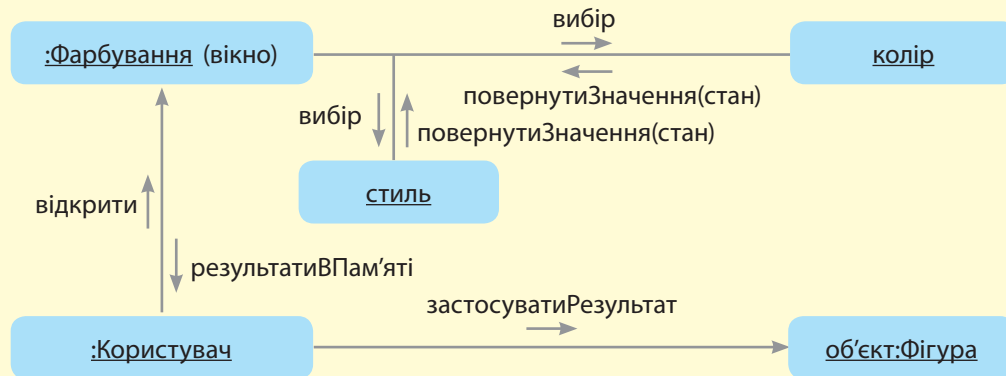 вибір
:Фарбування (вікно)
колір
повернутиЗначення(стан)
вибір
повернутиЗначення(стан)
стиль
відкрити
результатиВПам’яті
застосуватиРезультат
:Користувач
об’єкт:Фігура